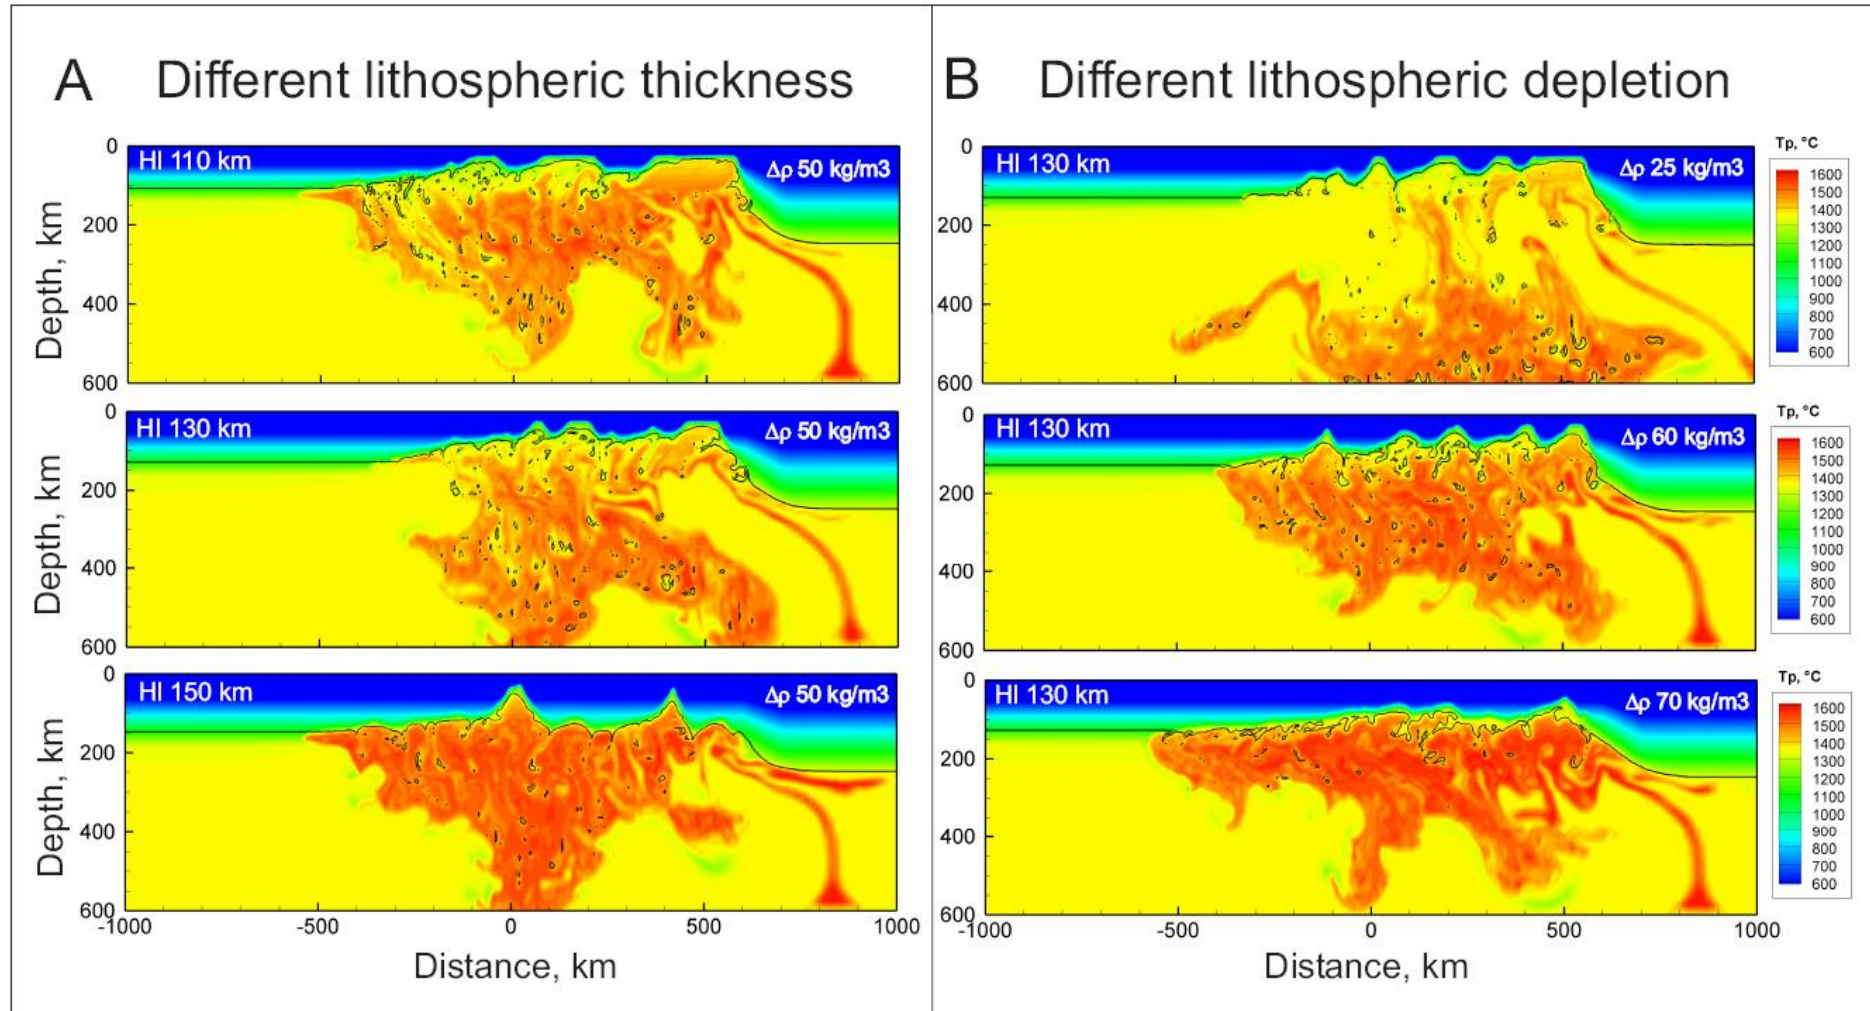 A Different lithospheric thickness
Hl 110 km
Δρ 50 kg/m3
0
200
400
600
Depth, km
Hl 130 km
Δρ 50 kg/m3
0
200
400
600
Depth, km
Hl 150 km
Δρ 50 kg/m3
0
200
400
600
Depth, km
-1000 -500 0 500 1000
Distance, km
B Different lithospheric depletion
Hl 130 km
Δρ 25 kg/m3
0
200
400
600
Tp, °C
1600
1500
1400
1300
1200
1100
1000
900
800
700
600
Hl 130 km
Δρ 60 kg/m3
0
200
400
600
Tp, °C
1600
1500
1400
1300
1200
1100
1000
900
800
700
600
Hl 130 km
Δρ 70 kg/m3
0
200
400
600
Tp, °C
1600
1500
1400
1300
1200
1100
1000
900
800
700
600
-1000 -500 0 500 1000
Distance, km